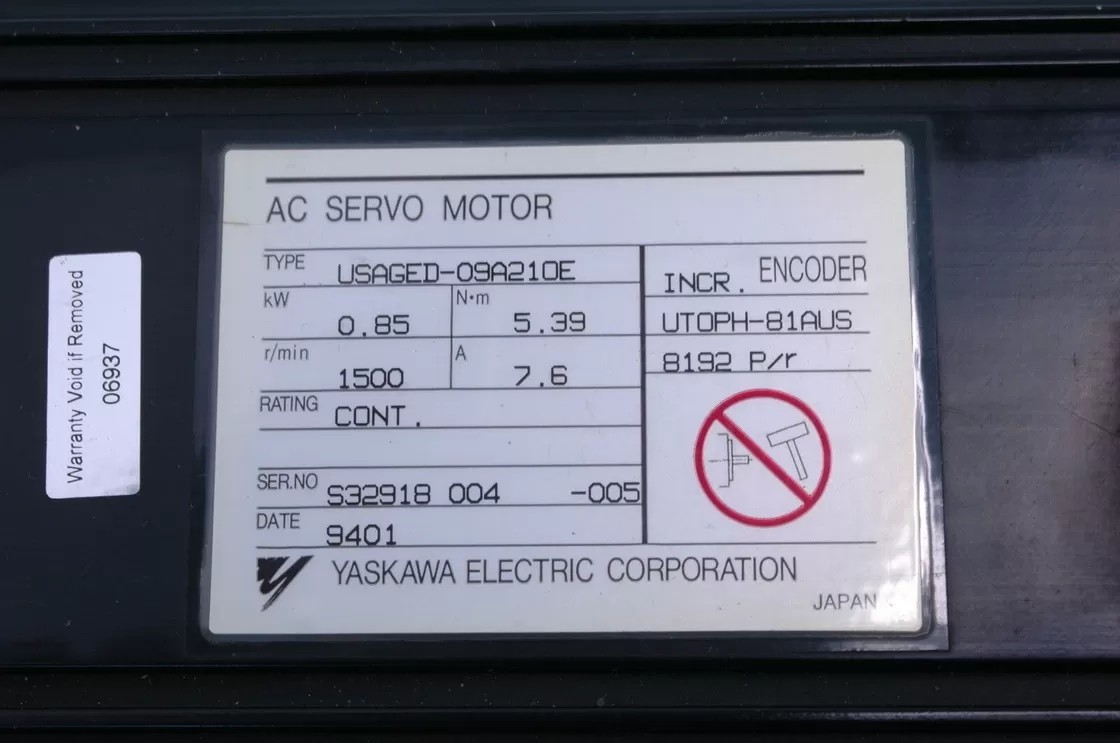 AC SERVO MOTOR
TYPE USAGED-09A210E
kW 0.85 N·m 5.39
r/min 1500 A 7.6
RATING CONT.
SER.NO S32918 004 -005
DATE 9401
INCR. ENCODER
UTOPH-81AUS
8192 P/r
YASKAWA ELECTRIC CORPORATION
JAPAN
Warranty Void if Removed
06937